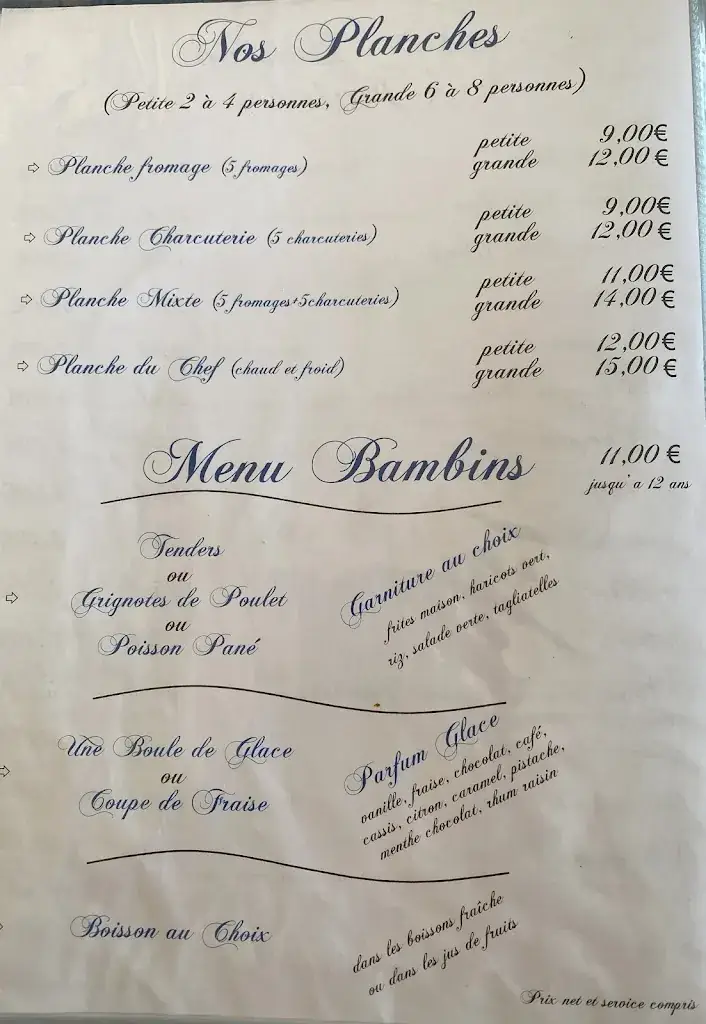 Nos Planches
(Petite 2 à 4 personnes, Grande 6 à 8 personnes)
⇨ Planche fromage (5 fromages) petite 9,00€
grande 12,00€
⇨ Planche Charcuterie (5 charcuteries) petite 9,00€
grande 12,00€
⇨ Planche Mixte (5 fromages+5charcuteries) petite 11,00€
grande 14,00€
⇨ Planche du Chef (chaud et froid) petite 12,00€
grande 15,00€
Menu Bambins 11,00€
jusqu'a 12 ans
Tenders
ou
⇨ Grignotes de Poulet
ou
Poisson Pané
Garniture au choix
frites maison, haricots vert,
riz, salade verte, tagliatelles
Une Boule de Glace
⇨ ou
Coupe de Fraise
Parfum Glace
vanille, fraise, chocolat, café,
cassis, citron, caramel, pistache,
menthe chocolat, rhum raisin
Boisson au Choix
dans les boissons fraîche
ou dans les jus de fruits
Prix net et service compris